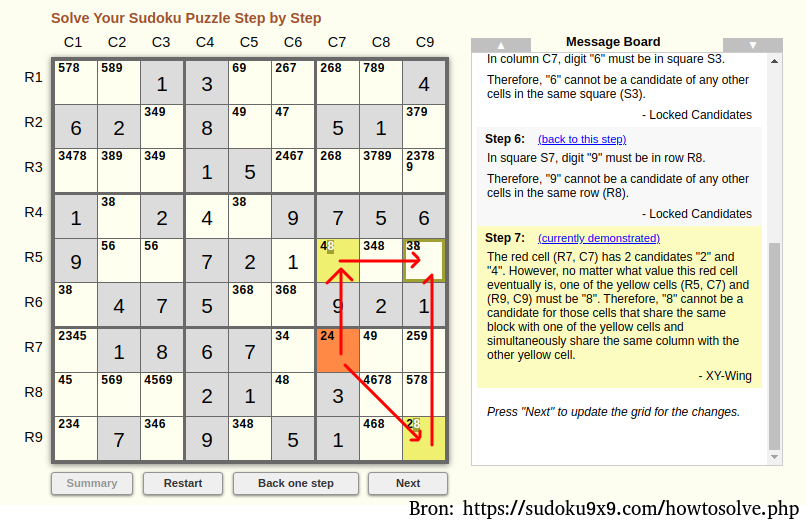 Solve Your Sudoku Puzzle Step by Step
C1 C2 C3 C4 C5 C6 C7 C8 C9
R1 578 589 1 3 69 267 268 789 4
R2 6 2 349 8 49 47 5 1 379
R3 3478 389 349 1 5 2467 268 3789 2378
9
R4 1 38 2 4 38 9 7 5 6
R5 9 56 56 7 2 1 48 348 38
R6 38 4 7 5 368 368 9 2 1
R7 2345 1 8 6 7 34 24 49 259
R8 45 569 4569 2 1 48 3 4678 578
R9 234 7 346 9 348 5 1 468 28
Summary Restart Back one step Next
Message Board
In column C7, digit "6" must be in square S3.
Therefore, "6" cannot be a candidate of any other
cells in the same square (S3).
- Locked Candidates
Step 6: (back to this step)
In square S7, digit "9" must be in row R8.
Therefore, "9" cannot be a candidate of any other
cells in the same row (R8).
- Locked Candidates
Step 7: (currently demonstrated)
The red cell (R7, C7) has 2 candidates "2" and
"4". However, no matter what value this red cell
eventually is, one of the yellow cells (R5, C7) and
(R9, C9) must be "8". Therefore, "8" cannot be a
candidate for those cells that share the same
block with one of the yellow cells and
simultaneously share the same column with the
other yellow cell.
- XY-Wing
Press "Next" to update the grid for the changes.
Bron: https://sudoku9x9.com/howtosolve.php